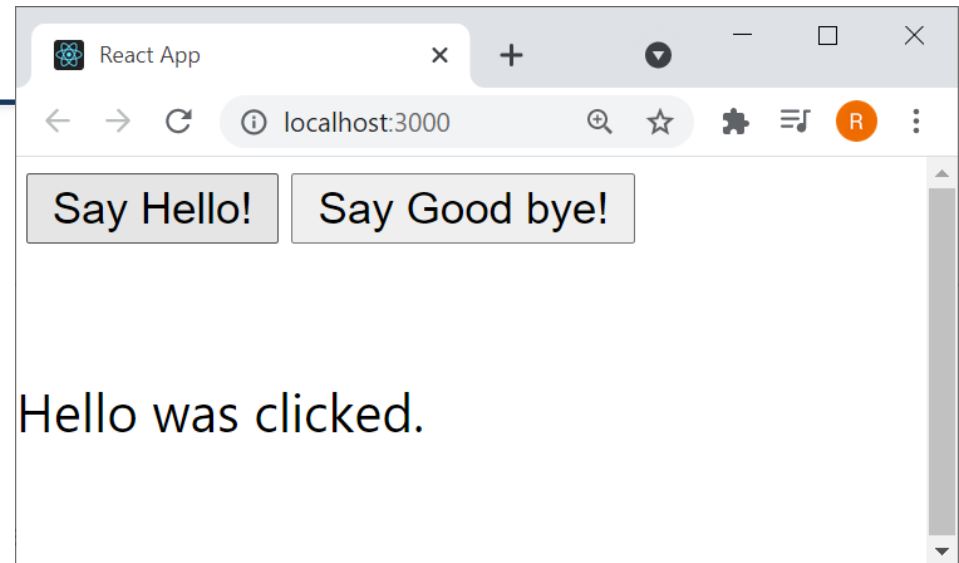 React App
localhost:3000
R
Say Hello! Say Good bye!
Hello was clicked.